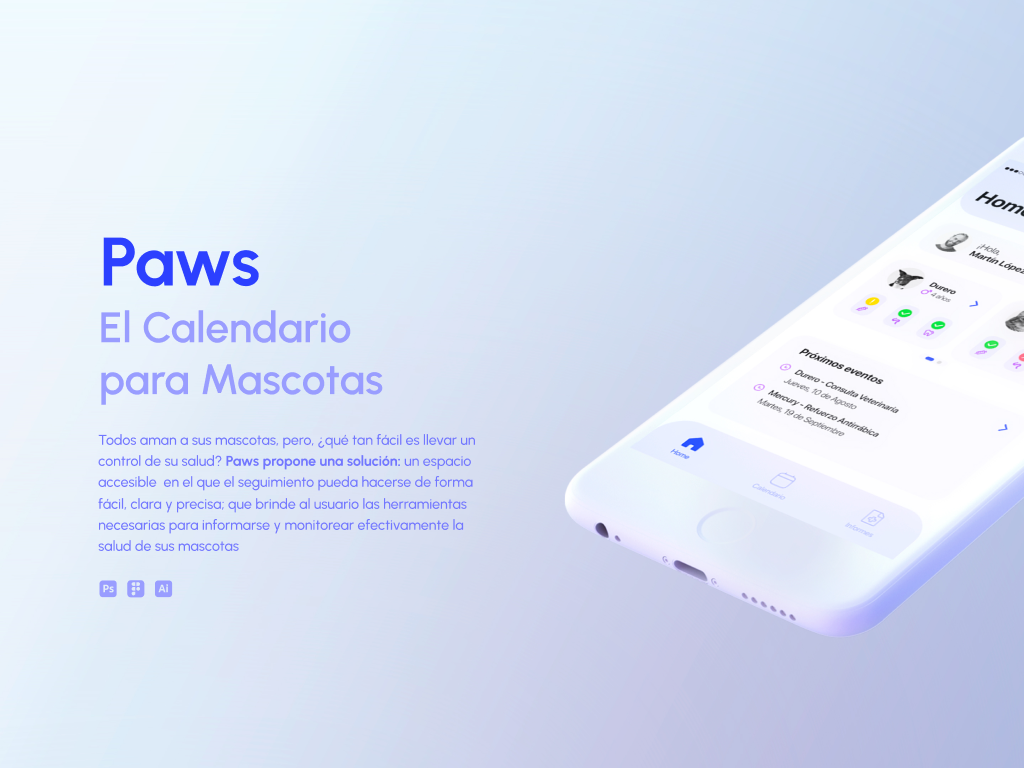 Paws
El Calendario
para Mascotas
Todos aman a sus mascotas, pero, ¿qué tan fácil es llevar un
control de su salud? Paws propone una solución: un espacio
accesible  en el que el seguimiento pueda hacerse de forma
fácil, clara y precisa; que brinde al usuario las herramientas
necesarias para informarse y monitorear efectivamente la
salud de sus mascotas
Ps
Ai
Home
¡Hola,
Martín López
Durero
4 años
Próximos eventos
Durero - Consulta Veterinaria
Jueves, 10 de Agosto
Mercury - Refuerzo Antirrábica
Martes, 19 de Septiembre
Home
Calendario
Informes